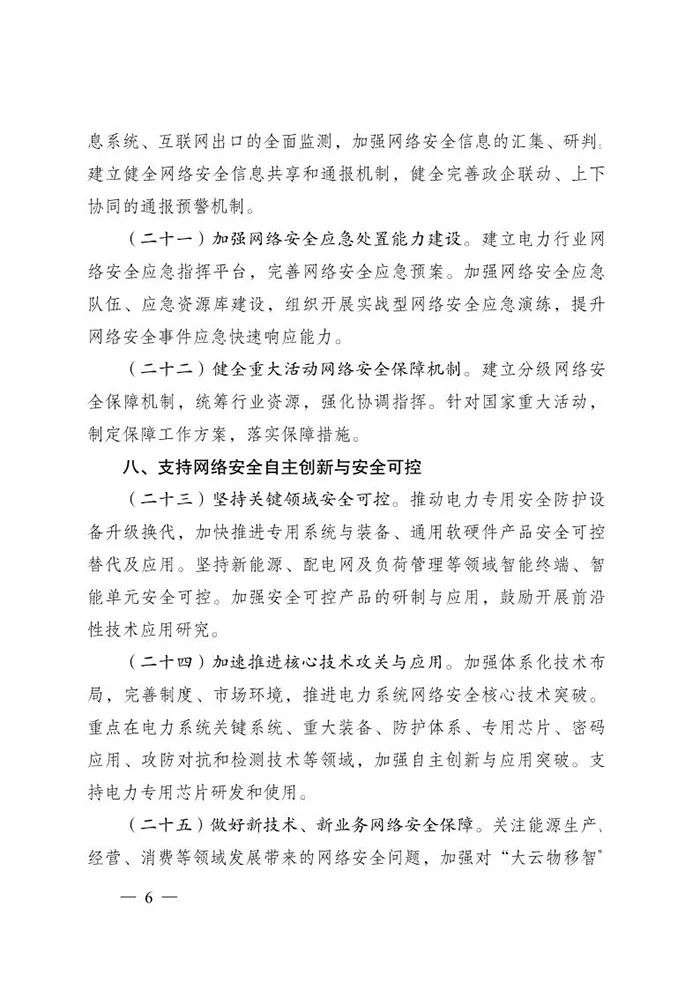 息系统、互联网出口的全面监测，加强网络安全信息的汇集、研判。
建立健全网络安全信息共享和通报机制，健全完善政企联动、上下
协同的通报预警机制。
（二十一）加强网络安全应急处置能力建设。建立电力行业网
络安全应急指挥平台，完善网络安全应急预案。加强网络安全应急
队伍、应急资源库建设，组织开展实战型网络安全应急演练，提升
网络安全事件应急快速响应能力。
（二十二）健全重大活动网络安全保障机制。建立分级网络安
全保障机制，统筹行业资源，强化协调指挥。针对国家重大活动，
制定保障工作方案，落实保障措施。
八、支持网络安全自主创新与安全可控
（二十三）坚持关键领域安全可控。推动电力专用安全防护设
备升级换代，加快推进专用系统与装备、通用软硬件产品安全可控
替代及应用。坚持新能源、配电网及负荷管理等领域智能终端、智
能单元安全可控。加强安全可控产品的研制与应用，鼓励开展前沿
性技术应用研究。
（二十四）加速推进核心技术攻关与应用。加强体系化技术布
局，完善制度、市场环境，推进电力系统网络安全核心技术突破。
重点在电力系统关键系统、重大装备、防护体系、专用芯片、密码
应用、攻防对抗和检测技术等领域，加强自主创新与应用突破。支
持电力专用芯片研发和使用。
（二十五）做好新技术、新业务网络安全保障。关注能源生产、
经营、消费等领域发展带来的网络安全问题，加强对“大云物移智”
— 6 —